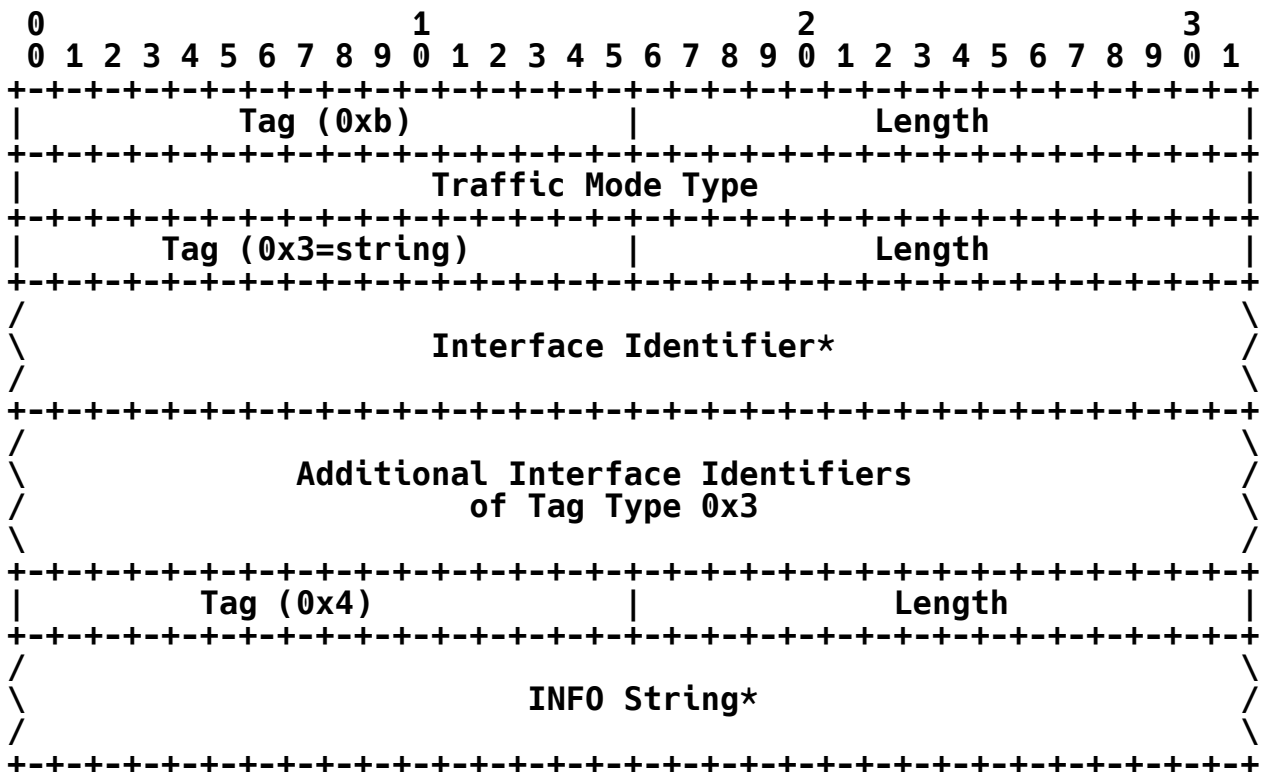 0                   1                   2                   3
 0 1 2 3 4 5 6 7 8 9 0 1 2 3 4 5 6 7 8 9 0 1 2 3 4 5 6 7 8 9 0 1
+-+-+-+-+-+-+-+-+-+-+-+-+-+-+-+-+-+-+-+-+-+-+-+-+-+-+-+-+-+-+-+-+
|           Tag (0xb)           |            Length             |
+-+-+-+-+-+-+-+-+-+-+-+-+-+-+-+-+-+-+-+-+-+-+-+-+-+-+-+-+-+-+-+-+
|                     Traffic Mode Type                         |
+-+-+-+-+-+-+-+-+-+-+-+-+-+-+-+-+-+-+-+-+-+-+-+-+-+-+-+-+-+-+-+-+
|       Tag (0x3=string)        |            Length             |
+-+-+-+-+-+-+-+-+-+-+-+-+-+-+-+-+-+-+-+-+-+-+-+-+-+-+-+-+-+-+-+-+
/                                                               \
\                     Interface Identifier*                     /
/                                                               \
+-+-+-+-+-+-+-+-+-+-+-+-+-+-+-+-+-+-+-+-+-+-+-+-+-+-+-+-+-+-+-+-+
/                                                               \
\              Additional Interface Identifiers                 /
/                       of Tag Type 0x3                         \
\                                                               /
+-+-+-+-+-+-+-+-+-+-+-+-+-+-+-+-+-+-+-+-+-+-+-+-+-+-+-+-+-+-+-+-+
|         Tag (0x4)             |             Length            |
+-+-+-+-+-+-+-+-+-+-+-+-+-+-+-+-+-+-+-+-+-+-+-+-+-+-+-+-+-+-+-+-+
/                                                               \
\                          INFO String*                         /
/                                                               \
+-+-+-+-+-+-+-+-+-+-+-+-+-+-+-+-+-+-+-+-+-+-+-+-+-+-+-+-+-+-+-+-+